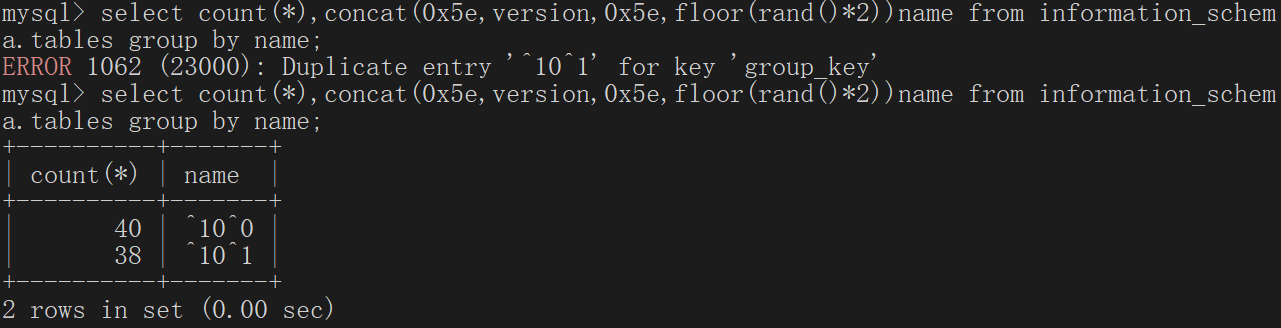 mysql> select count(*),concat(0x5e,version,0x5e,floor(rand()*2))name from information_schem
a.tables group by name;
ERROR 1062 (23000): Duplicate entry '^10^1' for key 'group_key'
mysql> select count(*),concat(0x5e,version,0x5e,floor(rand()*2))name from information_schem
a.tables group by name;
+----------+-------+
| count(*) | name  |
+----------+-------+
|       40 | ^10^0 |
|       38 | ^10^1 |
+----------+-------+
2 rows in set (0.00 sec)